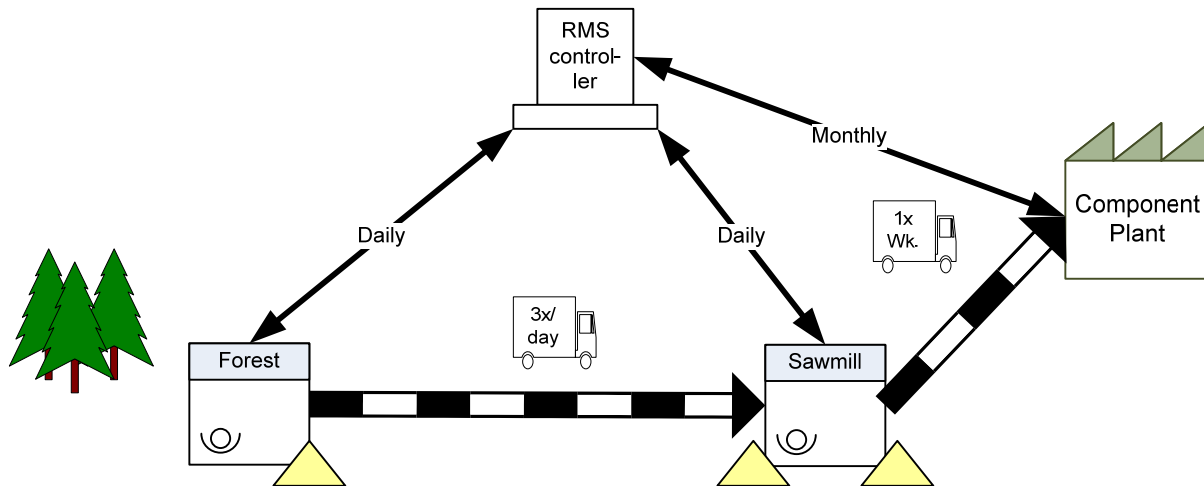 RMS
control-
ler
Monthly
Component
Plant
1x
Wk.
Daily
Daily
3x/
day
Forest
Sawmill